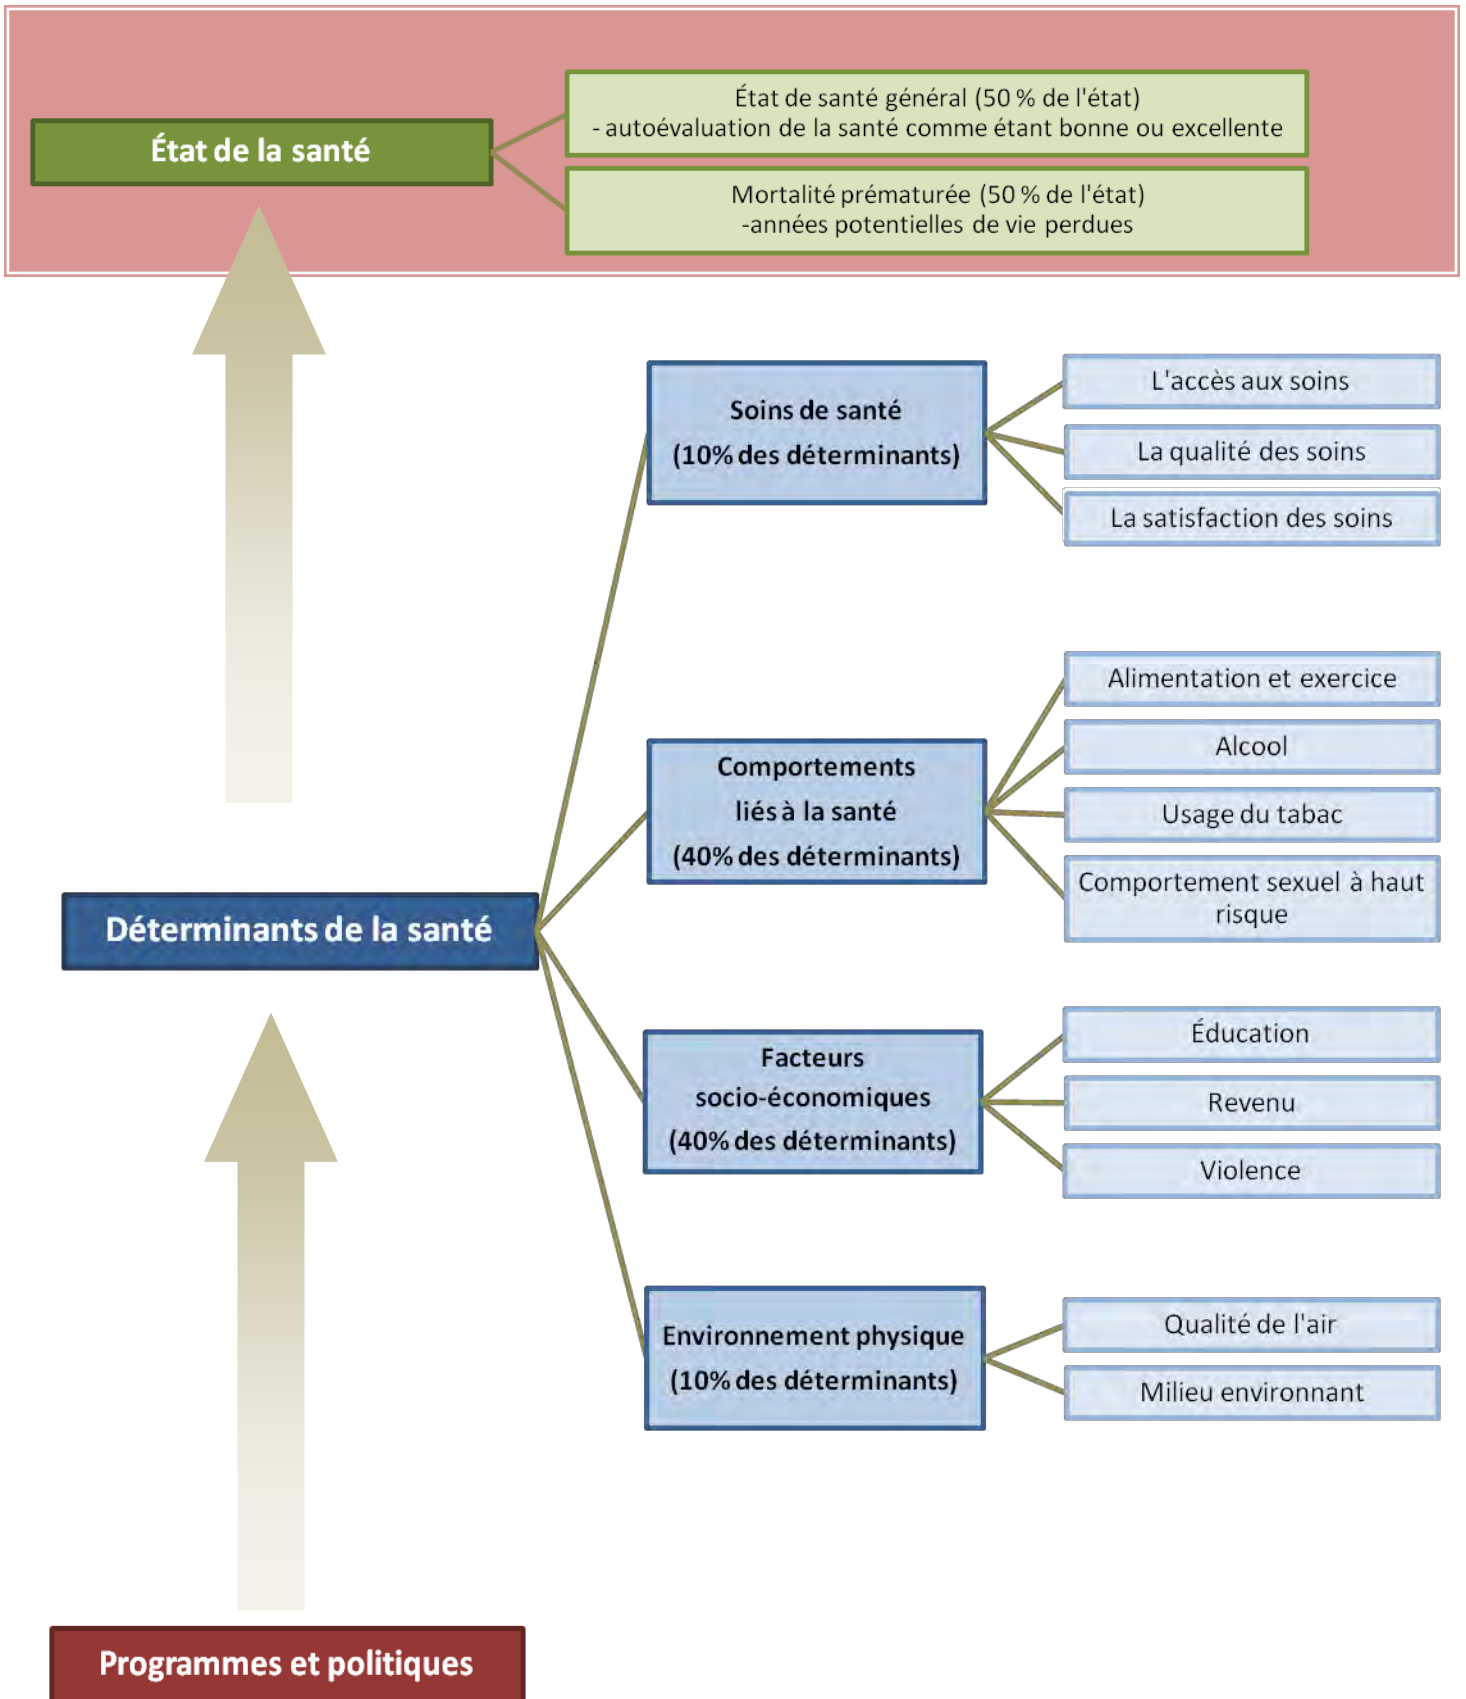 État de la santé
État de santé général (50 % de l'état)
- autoévaluation de la santé comme étant bonne ou excellente
Mortalité prématurée (50 % de l'état)
-années potentielles de vie perdues
Déterminants de la santé
Soins de santé
(10% des déterminants)
L'accès aux soins
La qualité des soins
La satisfaction des soins
Comportements
liés à la santé
(40% des déterminants)
Alimentation et exercice
Alcool
Usage du tabac
Comportement sexuel à haut
risque
Facteurs
socio-économiques
(40% des déterminants)
Éducation
Revenu
Violence
Environnement physique
(10% des déterminants)
Qualité de l'air
Milieu environnant
Programmes et politiques